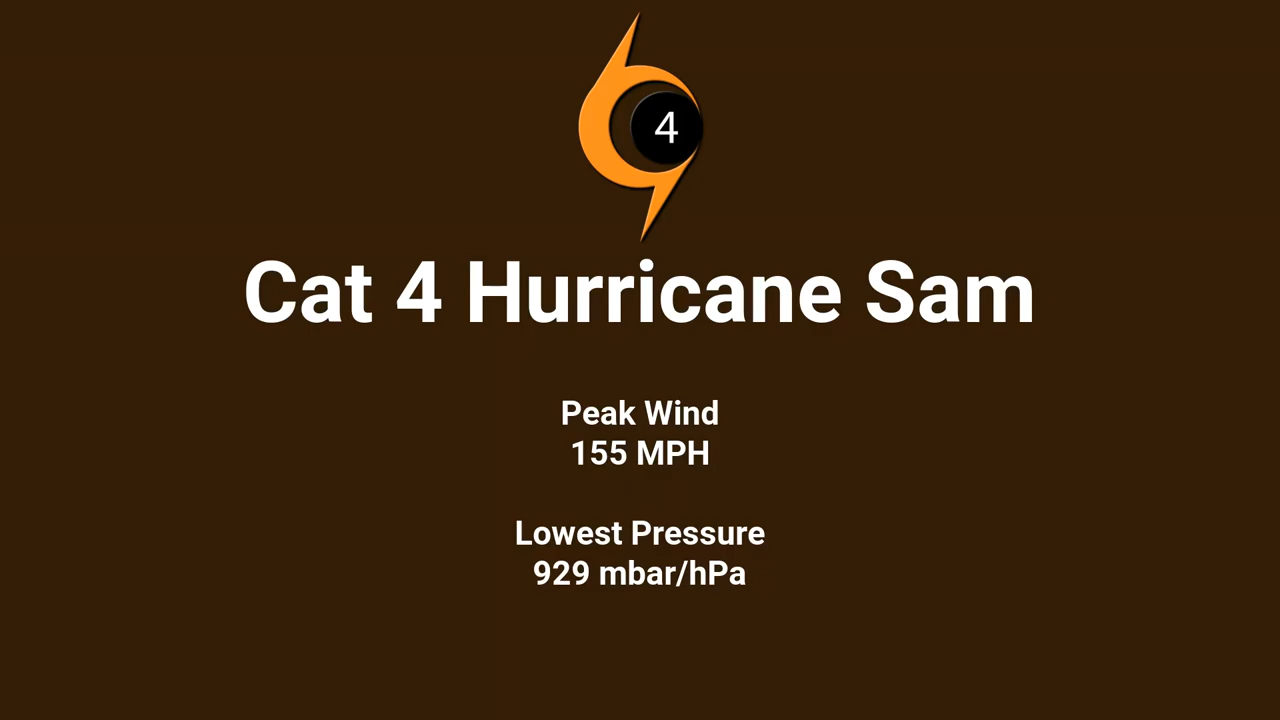 4
Cat 4 Hurricane Sam
Peak Wind
155 MPH
Lowest Pressure
929 mbar/hPa